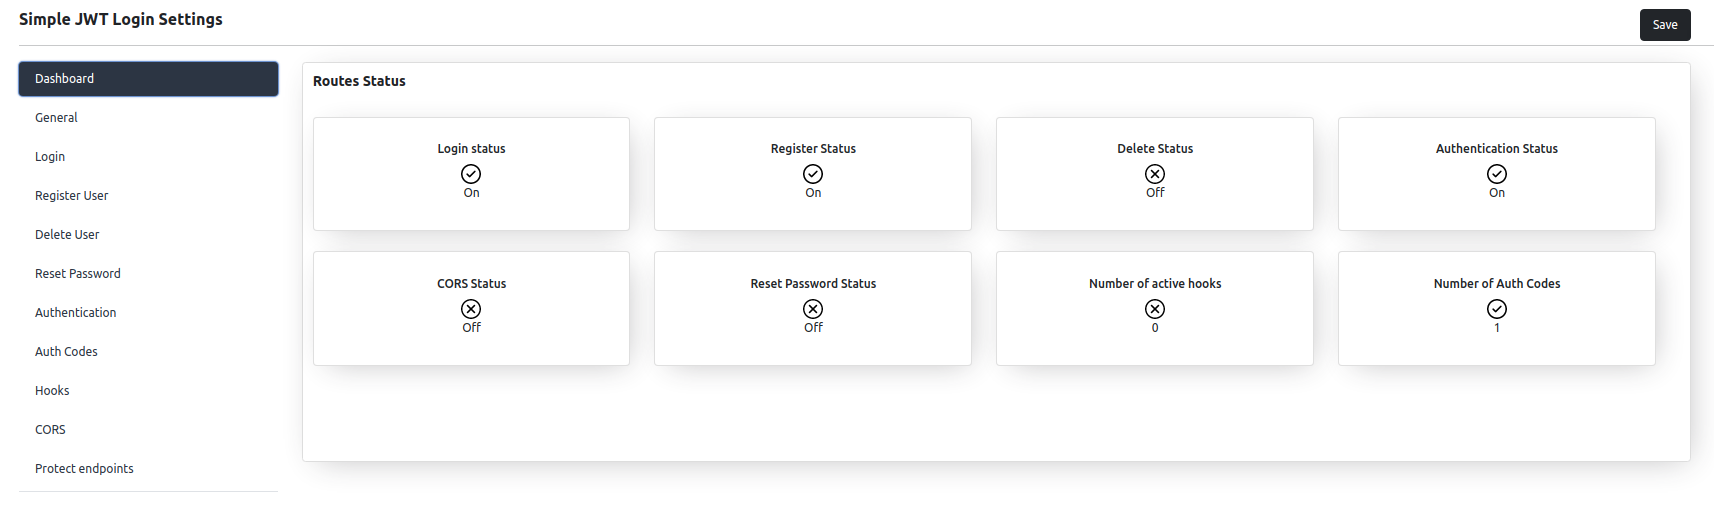 Simple JWT Login Settings
Save
Dashboard
General
Login
Register User
Delete User
Reset Password
Authentication
Auth Codes
Hooks
CORS
Protect endpoints
Routes Status
Login status
On
Register Status
On
Delete Status
Off
Authentication Status
On
CORS Status
Off
Reset Password Status
Off
Number of active hooks
0
Number of Auth Codes
1